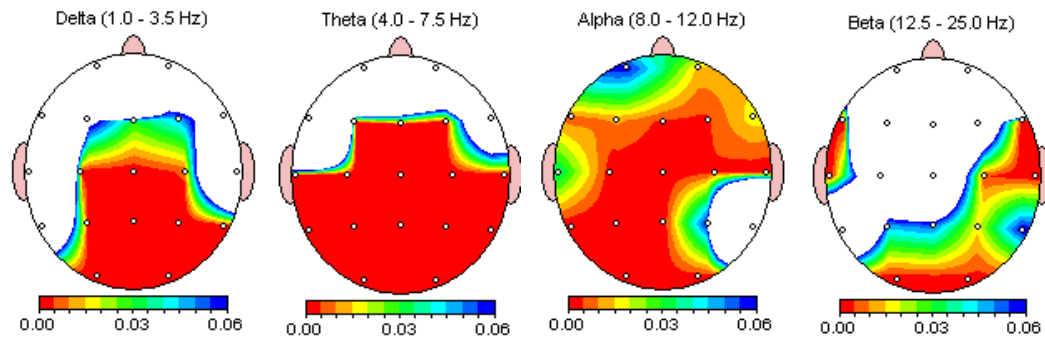 Delta (1.0 - 3.5 Hz)
Theta (4.0 - 7.5 Hz)
Alpha (8.0 - 12.0 Hz)
Beta (12.5 - 25.0 Hz)
0.00 0.03 0.06
0.00 0.03 0.06
0.00 0.03 0.06
0.00 0.03 0.06